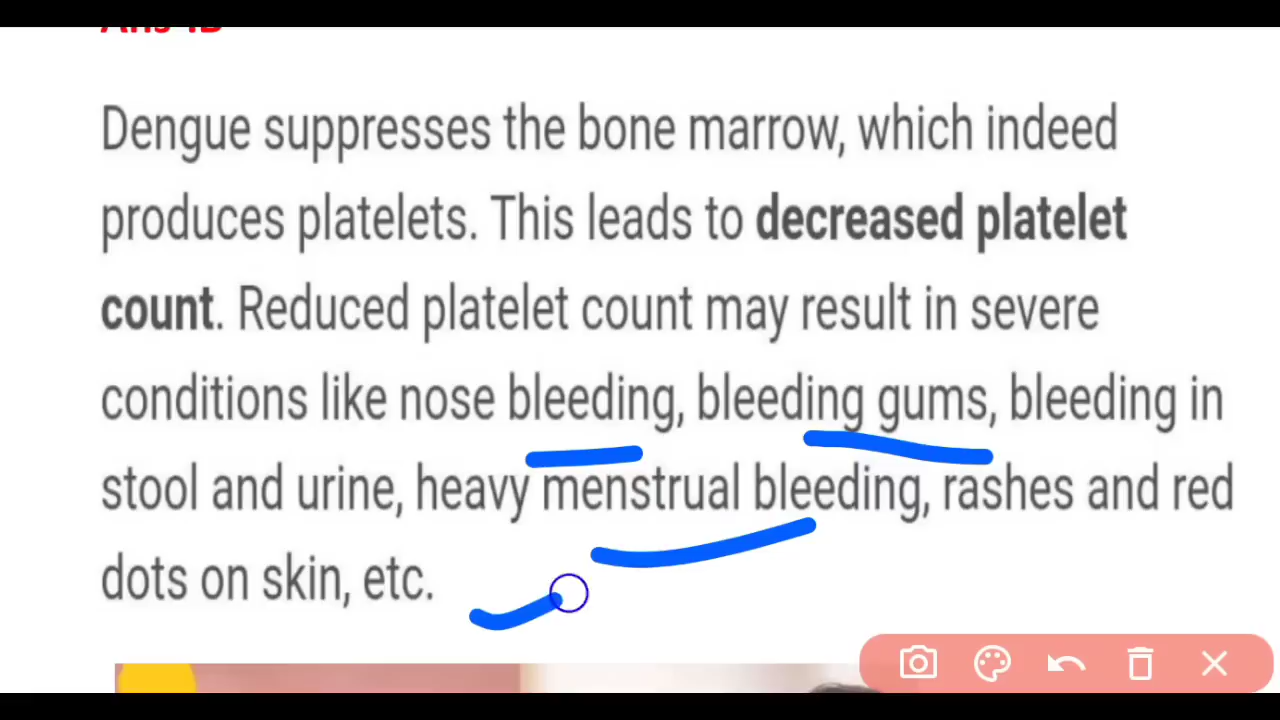 Dengue suppresses the bone marrow, which indeed
produces platelets. This leads to decreased platelet
count. Reduced platelet count may result in severe
conditions like nose bleeding, bleeding gums, bleeding in
stool and urine, heavy menstrual bleeding, rashes and red
dots on skin, etc.